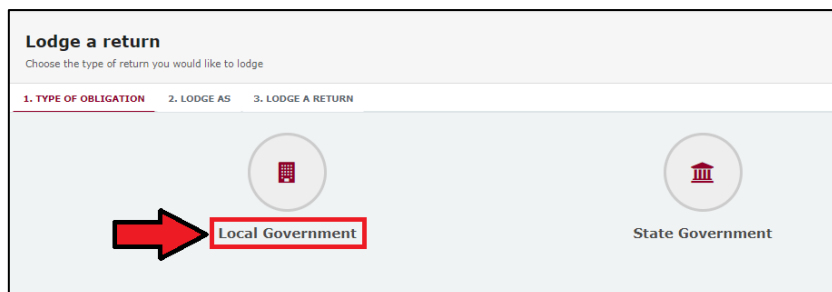 Lodge a return
Choose the type of return you would like to lodge
1. TYPE OF OBLIGATION 2. LODGE AS 3. LODGE A RETURN
Local Government State Government